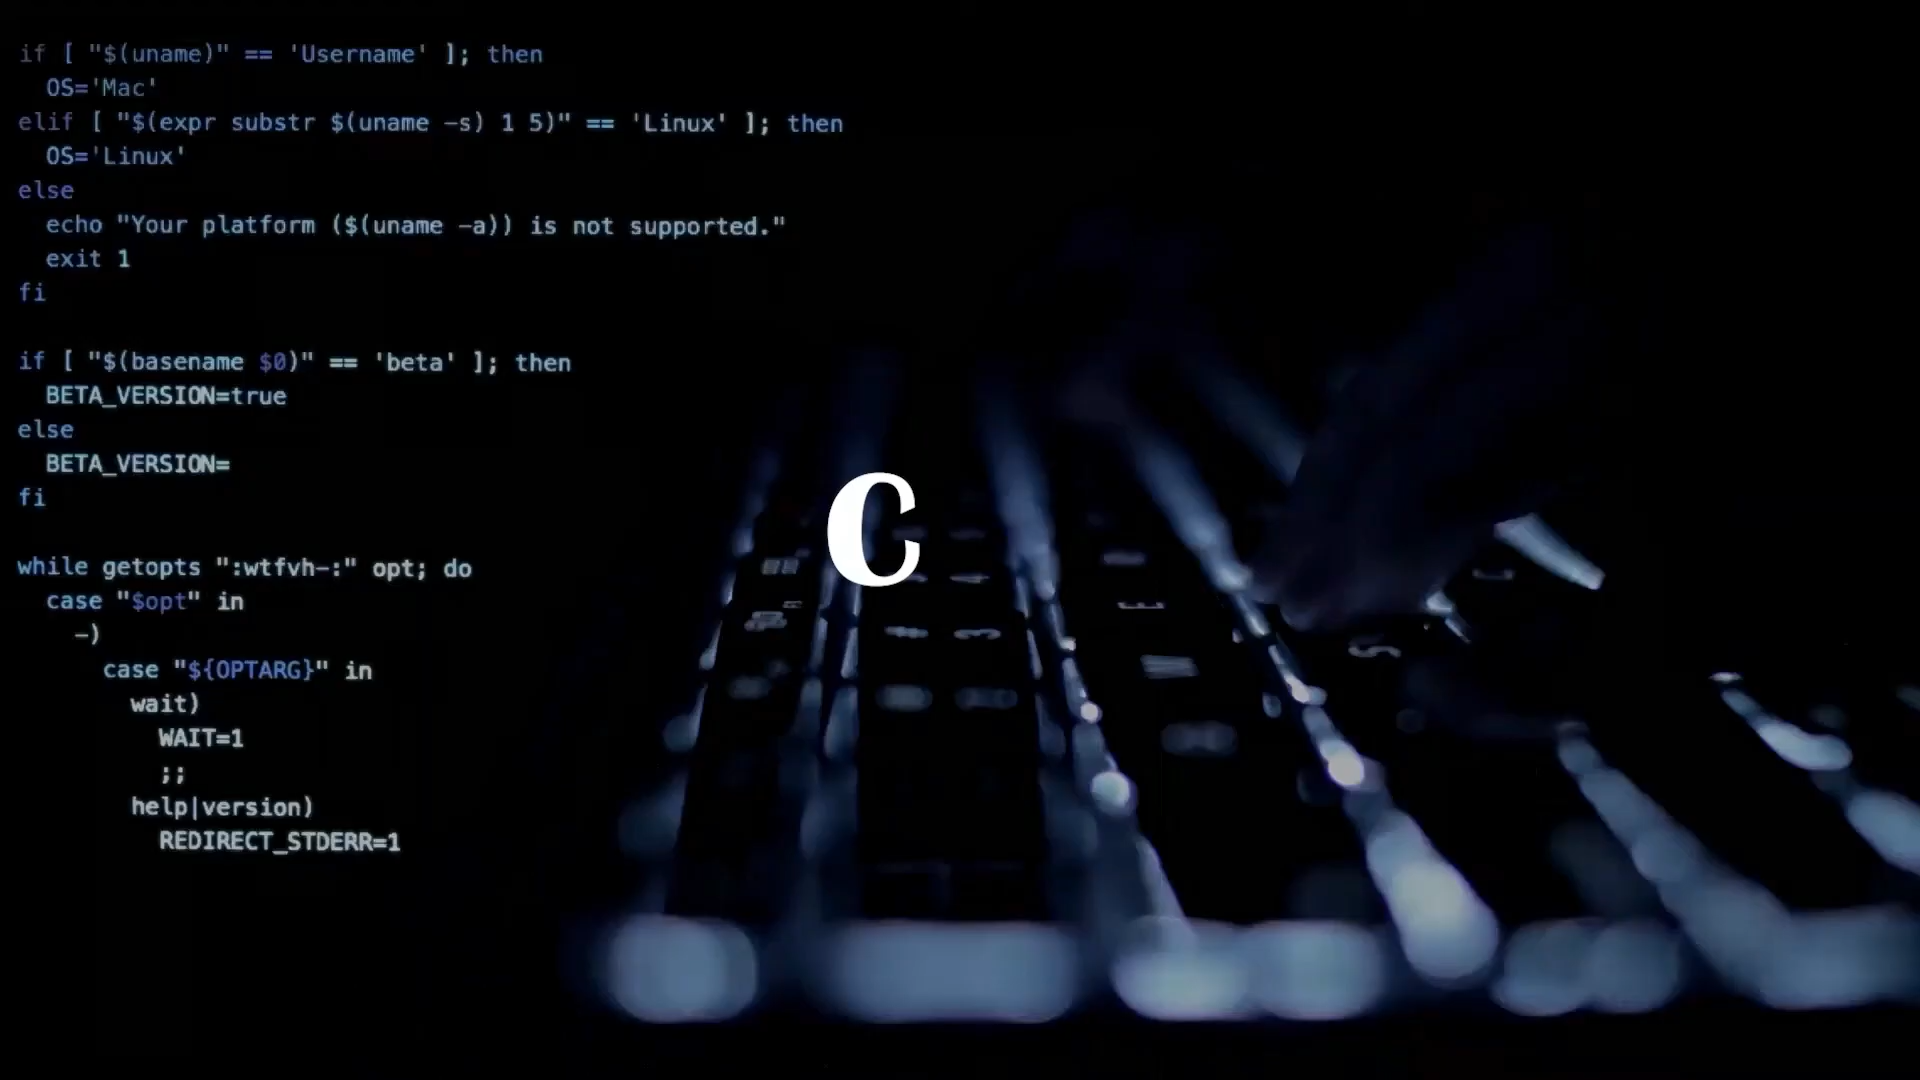 if [ "$(uname)" == 'Username' ]; then
  OS='Mac'
elif [ "$(expr substr $(uname -s) 1 5)" == 'Linux' ]; then
  OS='Linux'
else
  echo "Your platform ($(uname -a)) is not supported."
  exit 1
fi

if [ "$(basename $0)" == 'beta' ]; then
  BETA_VERSION=true
else
  BETA_VERSION=
fi

while getopts ":wtfvh-:" opt; do
  case "$opt" in
    -)
      case "${OPTARG}" in
        wait)
          WAIT=1
          ;;
        help|version)
          REDIRECT_STDERR=1
c